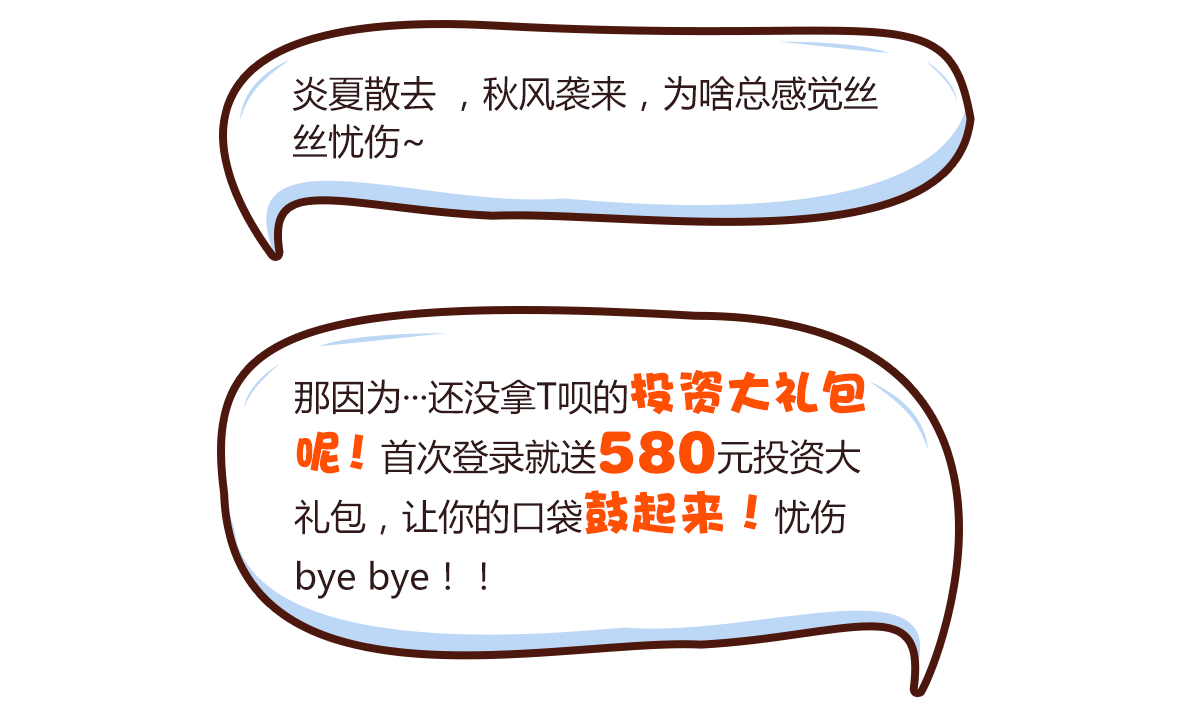 炎夏散去 ，秋风袭来，为啥总感觉丝
丝忧伤~
那因为…还没拿T呗的投资大礼包
呢！首次登录就送580元投资大
礼包，让你的口袋鼓起来！忧伤
bye bye！！